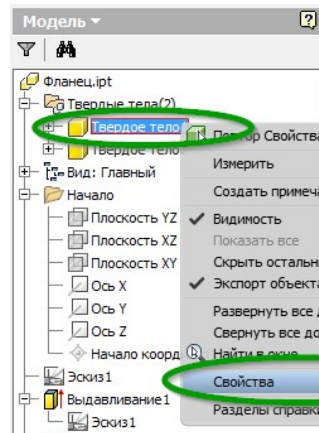 Модель
Фланец.ipt
Твердые тела(2)
Твердое тело
Твердое тело
Вид: Главный
Начало
Плоскость YZ
Плоскость XZ
Плоскость XY
Ось X
Ось Y
Ось Z
Начало коорд
Эскиз1
Выдавливание1
Эскиз1
Повтор Свойства
Измерить
Создать примеча
Видимость
Показать все
Скрыть остальн
Экспорт объекта
Развернуть все д
Свернуть все до
Найти в окне
Свойства
Разделы справки